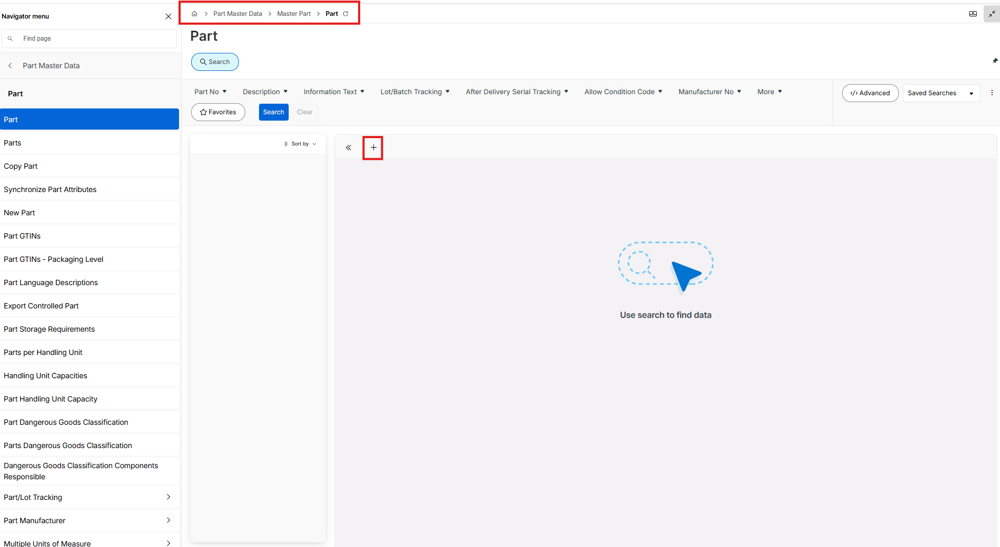 Navigator menu
Find page
Part Master Data
Part
Part
Parts
Copy Part
Synchronize Part Attributes
New Part
Part GTINs
Part GTINs - Packaging Level
Part Language Descriptions
Export Controlled Part
Part Storage Requirements
Parts per Handling Unit
Handling Unit Capacities
Part Handling Unit Capacity
Part Dangerous Goods Classification
Parts Dangerous Goods Classification
Dangerous Goods Classification Components
Responsible
Part/Lot Tracking
Part Manufacturer
Multiple Units of Measure
Part Master Data > Master Part > Part
Part
Search
Part No Description Information Text Lot/Batch Tracking After Delivery Serial Tracking Allow Condition Code Manufacturer No More
</> Advanced Saved Searches
Favorites Search Clear
Sort by
Use search to find data